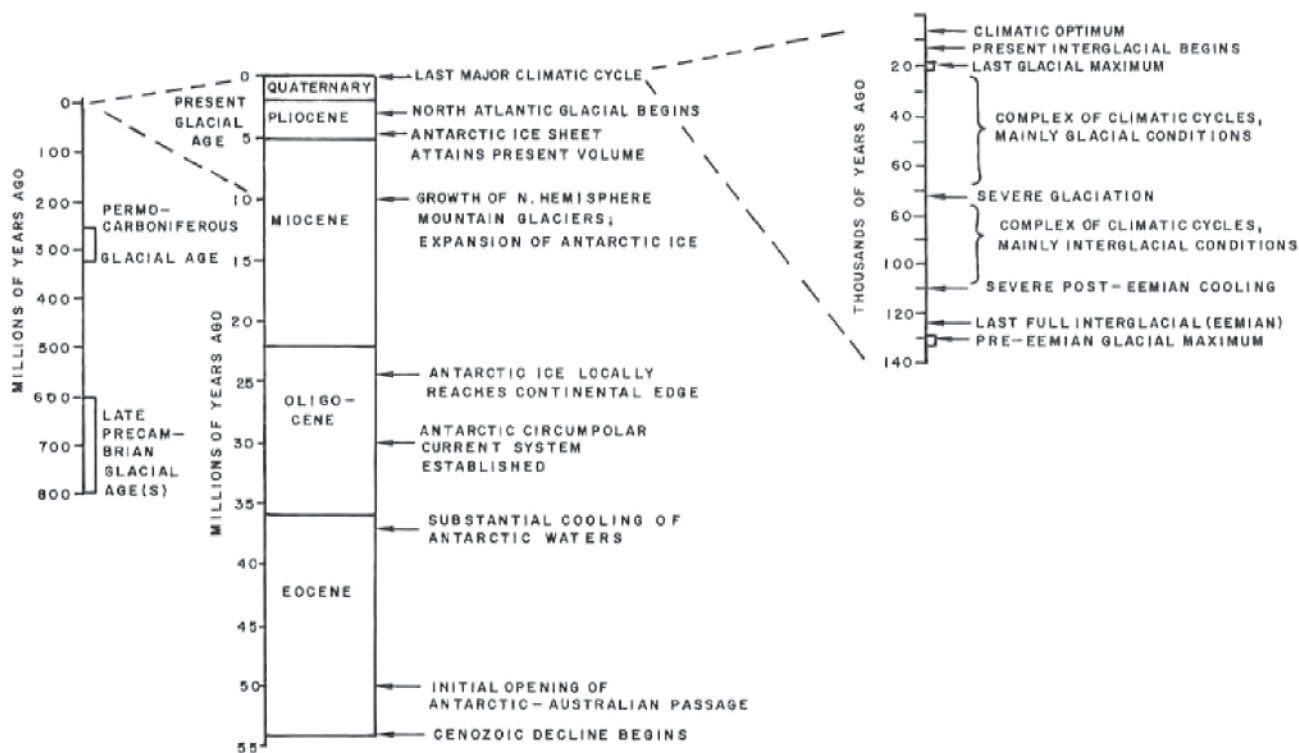 0
100
200
300
400
500
600
700
800
MILLIONS OF YEARS AGO
PERMO-
CARBONIFEROUS
GLACIAL AGE
LATE
PRECAM-
BRIAN
GLACIAL
AGE(S)
PRESENT
GLACIAL
AGE
0
5
10
15
20
25
30
35
40
45
50
55
MILLIONS OF YEARS AGO
QUATERNARY
PLIOCENE
MIOCENE
OLIGO-
CENE
EOCENE
LAST MAJOR CLIMATIC CYCLE
NORTH ATLANTIC GLACIAL BEGINS
ANTARCTIC ICE SHEET
ATTAINS PRESENT VOLUME
GROWTH OF N. HEMISPHERE
MOUNTAIN GLACIERS;
EXPANSION OF ANTARCTIC ICE
ANTARCTIC ICE LOCALLY
REACHES CONTINENTAL EDGE
ANTARCTIC CIRCUMPOLAR
CURRENT SYSTEM
ESTABLISHED
SUBSTANTIAL COOLING OF
ANTARCTIC WATERS
INITIAL OPENING OF
ANTARCTIC-AUSTRALIAN PASSAGE
CENOZOIC DECLINE BEGINS
20
40
60
80
100
120
140
THOUSANDS OF YEARS AGO
CLIMATIC OPTIMUM
PRESENT INTERGLACIAL BEGINS
LAST GLACIAL MAXIMUM
COMPLEX OF CLIMATIC CYCLES,
MAINLY GLACIAL CONDITIONS
SEVERE GLACIATION
COMPLEX OF CLIMATIC CYCLES,
MAINLY INTERGLACIAL CONDITIONS
SEVERE POST-EEMIAN COOLING
LAST FULL INTERGLACIAL (EEMIAN)
PRE-EEMIAN GLACIAL MAXIMUM